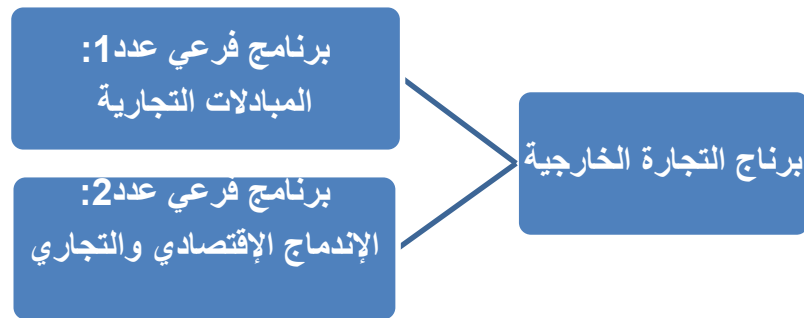 برنامج فرعي عدد1:
المبادلات التجارية
برناج التجارة الخارجية
برنامج فرعي عدد2:
الإندماج الإقتصادي والتجاري